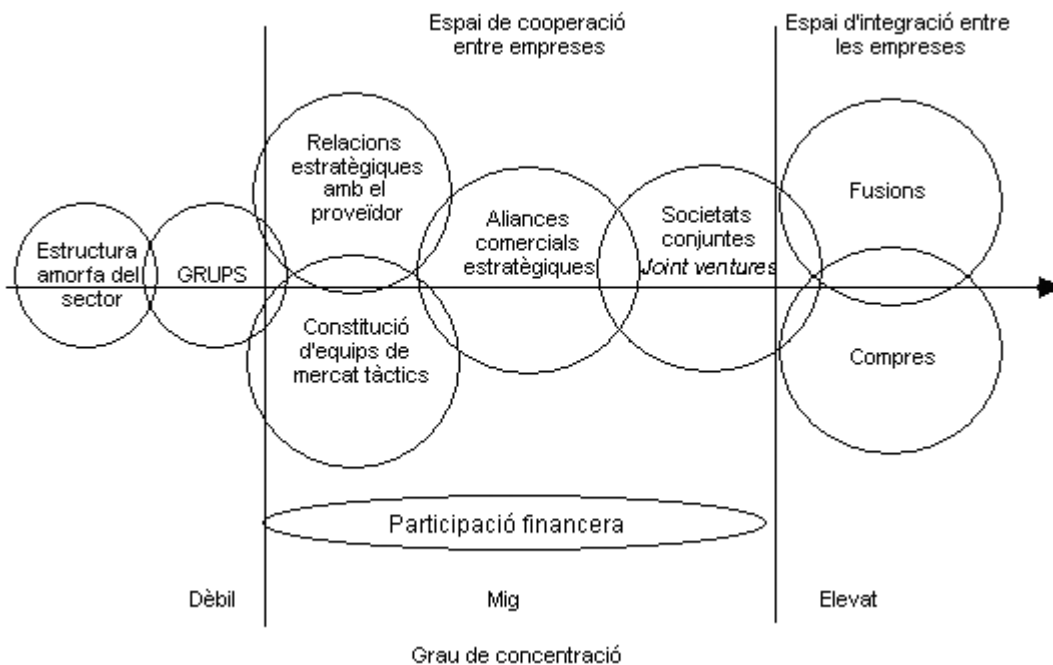 Espai de cooperació
entre empreses
Espai d'integració entre
les empreses
Relacions
estratègiques
amb el
proveïdor
Fusions
Aliances
comercials
estratègiques
Societats
conjuntes
Joint ventures
Estructura
amorfa del
sector
GRUPS
Constitució
d'equips de
mercat tàctics
Compres
Participació financera
Dèbil
Mig
Elevat
Grau de concentració